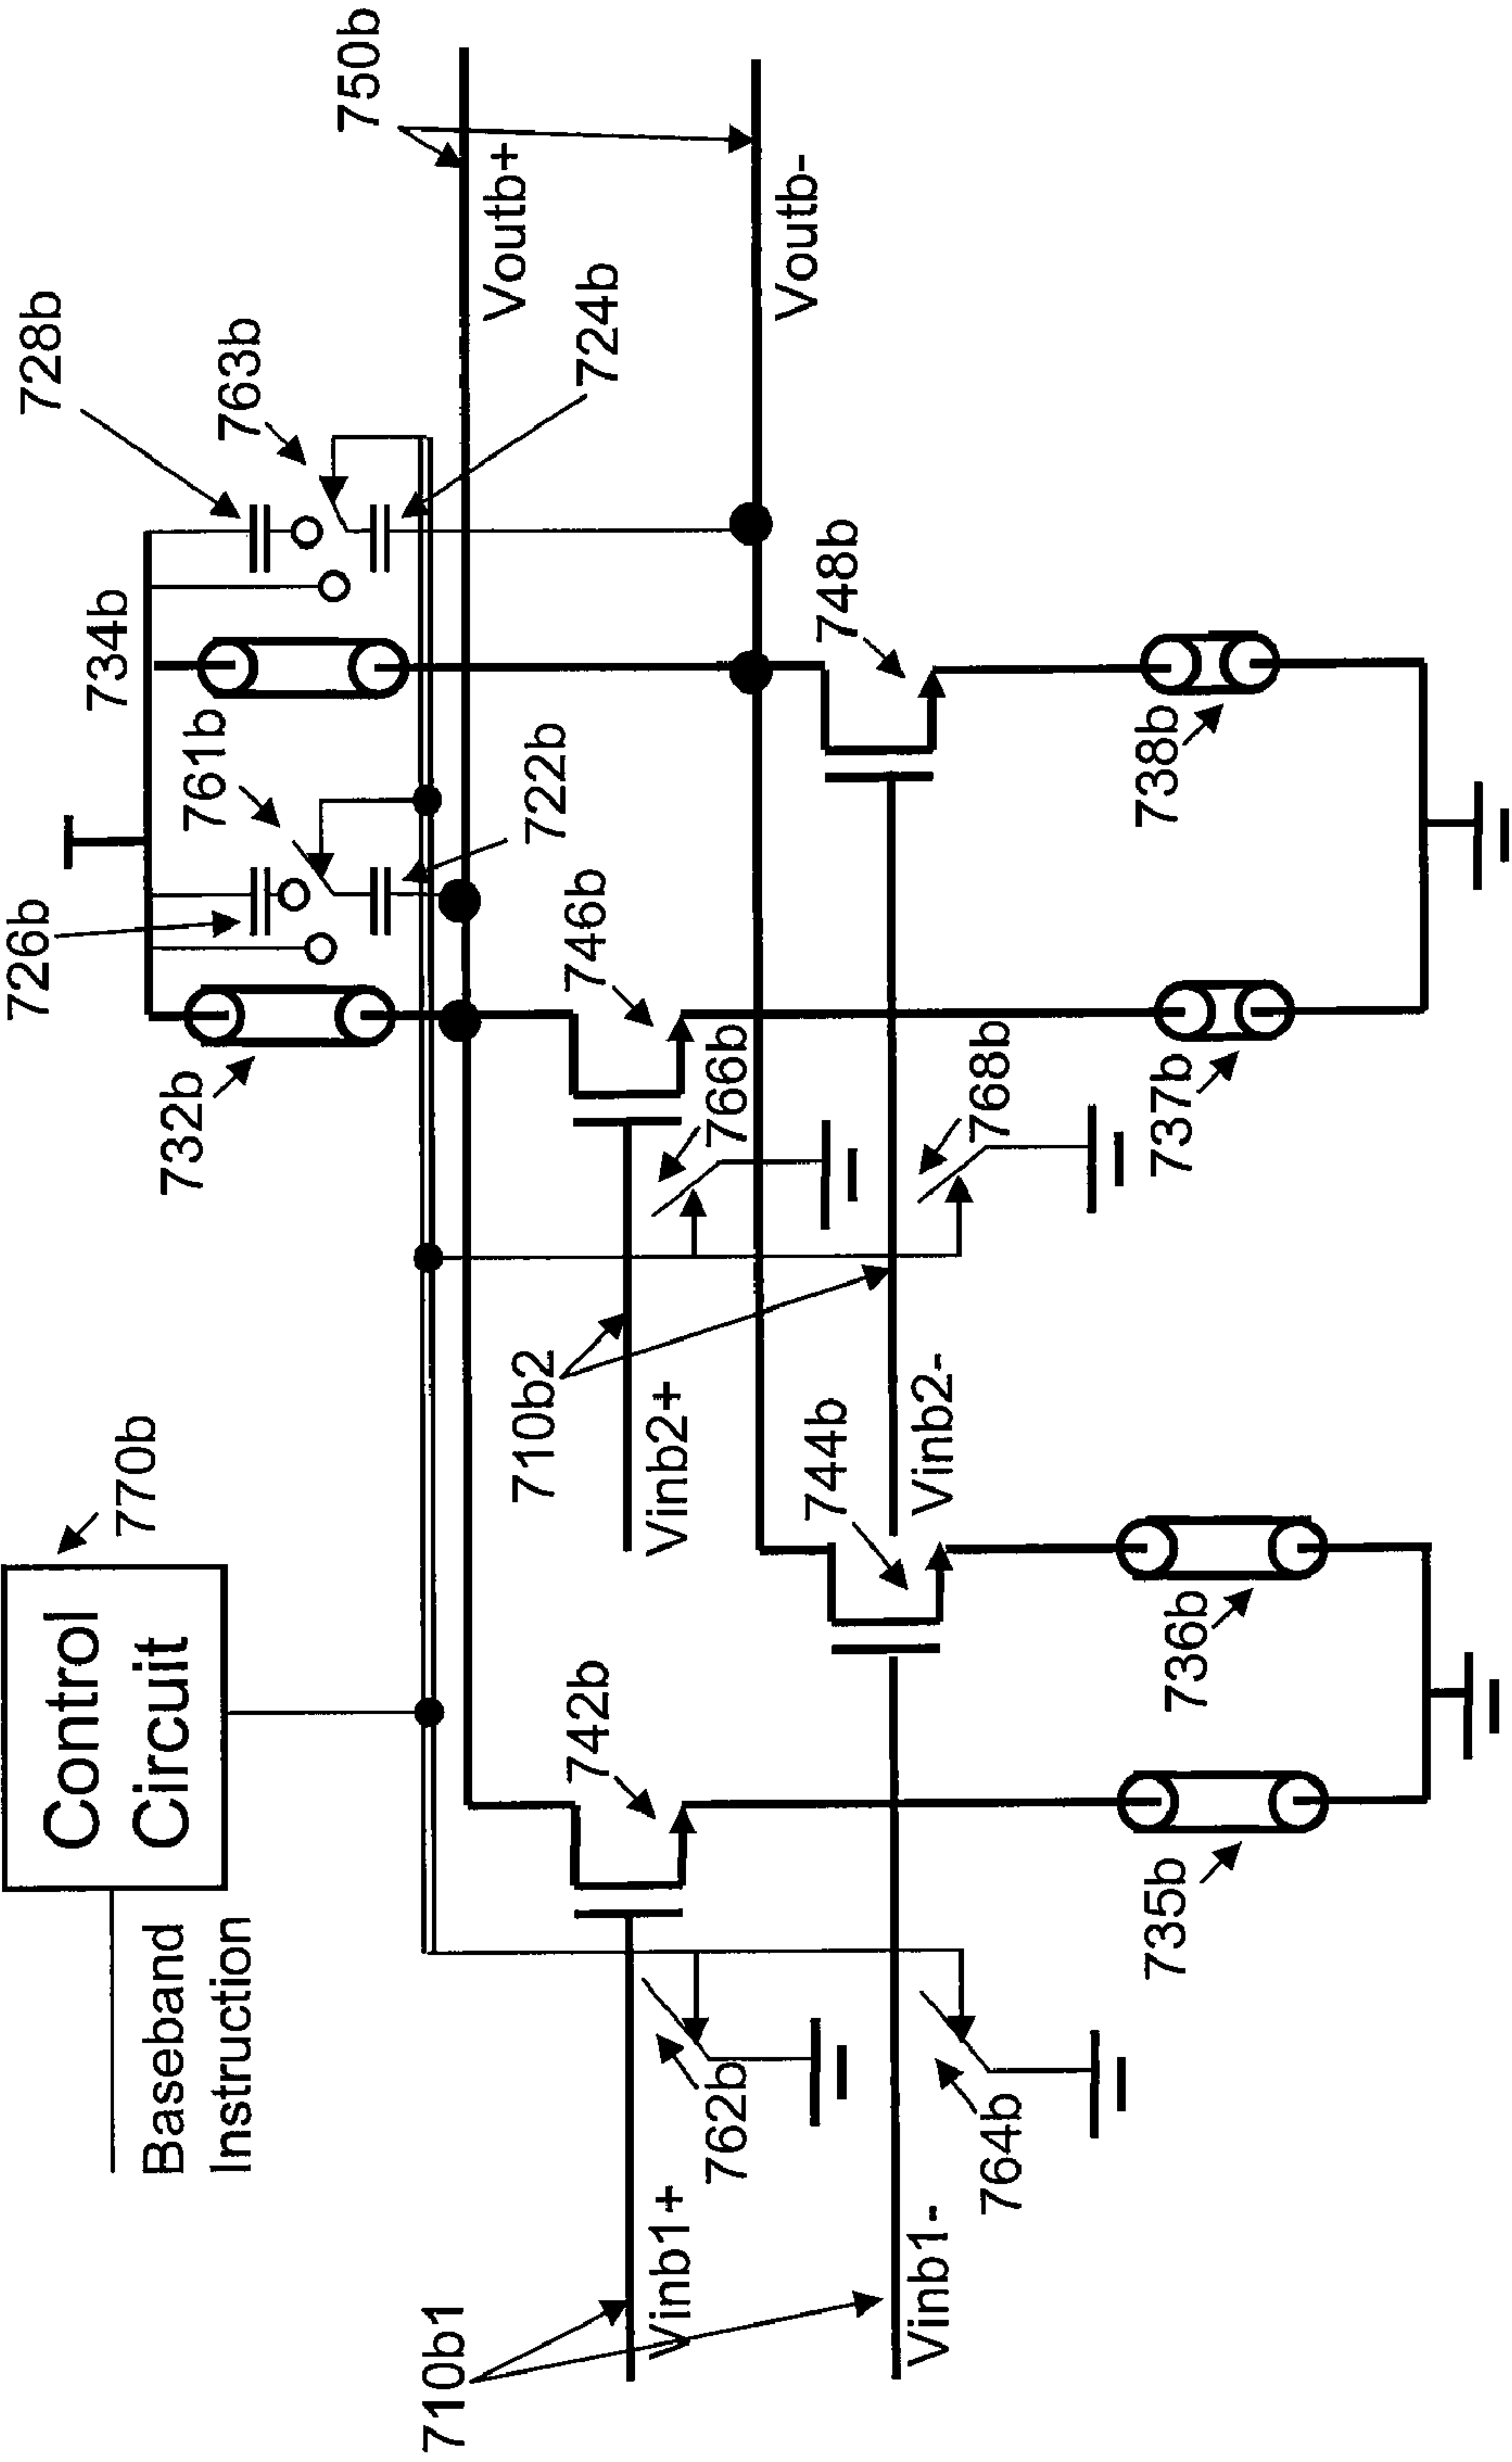 Control
Circuit
770b
Baseband
Instruction
726b
728b
761b
734b
763b
732b
722b
724b
750b
Voutb+
Voutb-
710b1
Vinb1+
Vinb1-
762b
764b
742b
744b
710b2
Vinb2+
Vinb2-
746b
766b
768b
748b
735b
736b
737b
738b